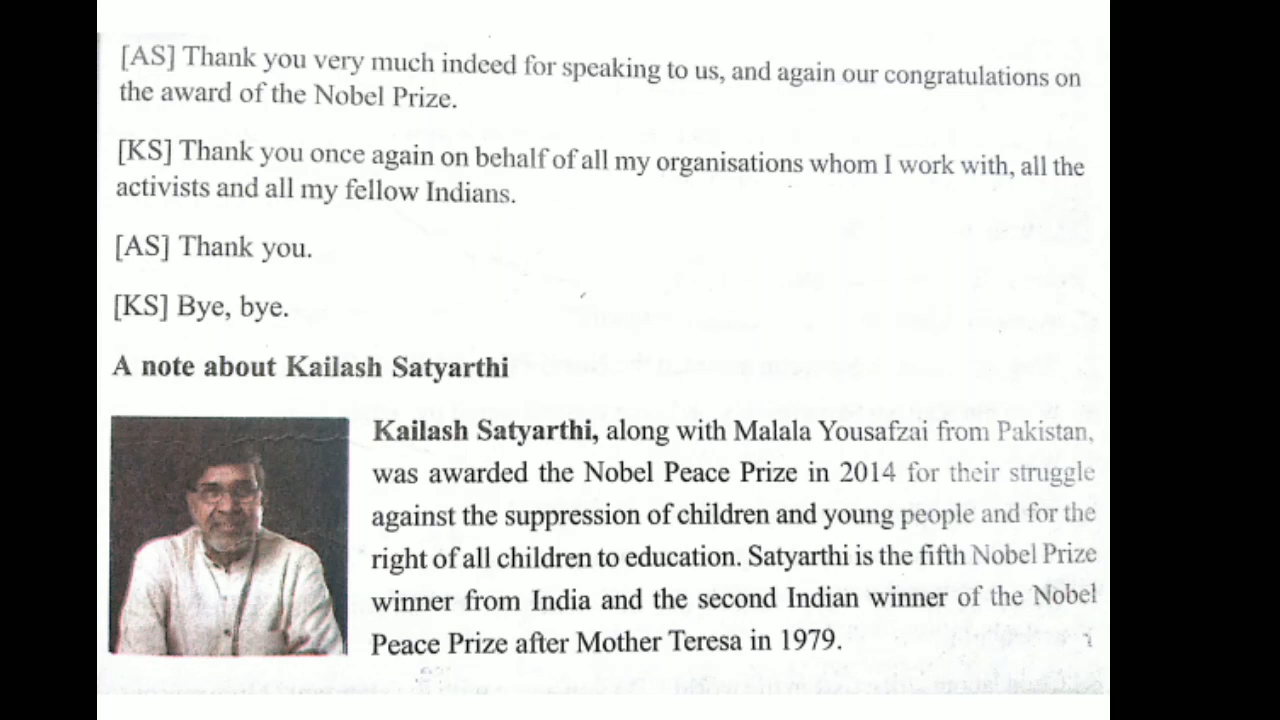 [AS] Thank you very much indeed for speaking to us, and again our congratulations on
the award of the Nobel Prize.
[KS] Thank you once again on behalf of all my organisations whom I work with, all the
activists and all my fellow Indians.
[AS] Thank you.
[KS] Bye, bye.
A note about Kailash Satyarthi
Kailash Satyarthi, along with Malala Yousafzai from Pakistan,
was awarded the Nobel Peace Prize in 2014 for their struggle
against the suppression of children and young people and for the
right of all children to education. Satyarthi is the fifth Nobel Prize
winner from India and the second Indian winner of the Nobel
Peace Prize after Mother Teresa in 1979.